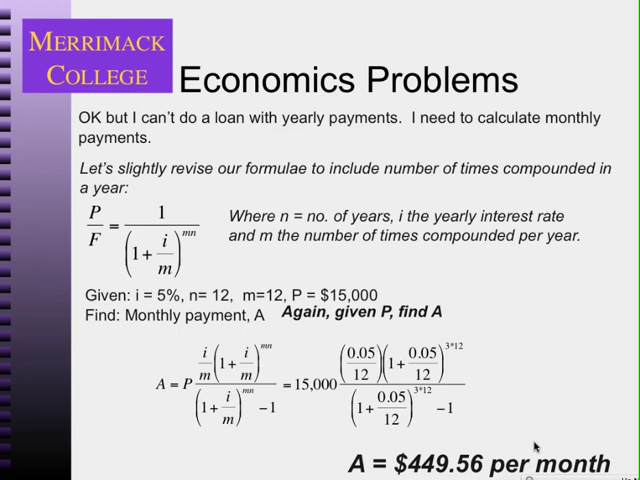 MERRIMACK
COLLEGE
Economics Problems
OK but I can't do a loan with yearly payments. I need to calculate monthly
payments.
Let's slightly revise our formulae to include number of times compounded in
a year:
P/F = 1/(1+i/m)^mn
Where n = no. of years, i the yearly interest rate
and m the number of times compounded per year.
Given: i = 5%, n= 12, m=12, P = $15,000
Find: Monthly payment, A Again, given P, find A
A = P (i/m (1+i/m)^mn)/((1+i/m)^mn −1) = 15,000 ((0.05/12)(1+0.05/12)^3*12)/((1+0.05/12)^3*12 −1)
A = $449.56 per month